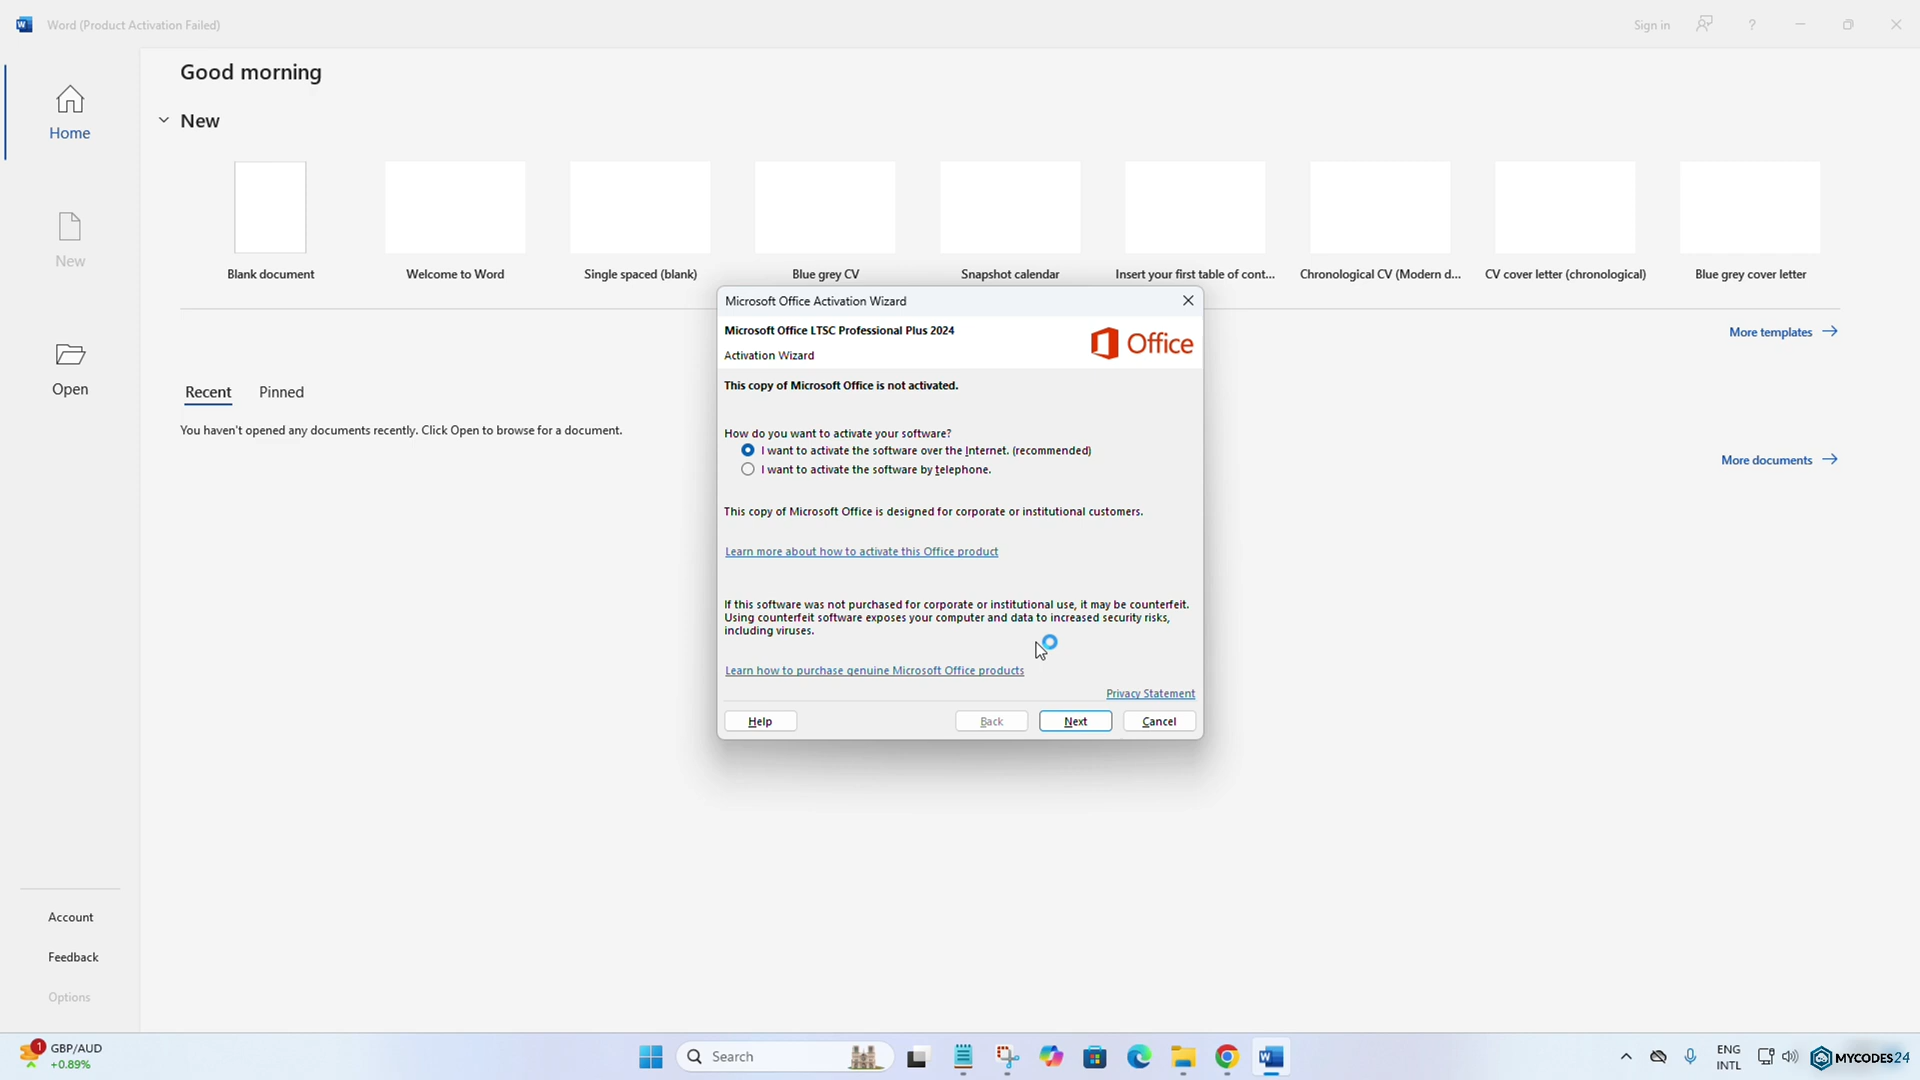 Word (Product Activation Failed)
Sign in
?
Good morning
Home
New
Blank document
Welcome to Word
Single spaced (blank)
Blue grey CV
Snapshot calendar
Insert your first table of cont...
Chronological CV (Modern d...
CV cover letter (chronological)
Blue grey cover letter
New
More templates
Open
Recent
Pinned
You haven't opened any documents recently. Click Open to browse for a document.
More documents
Microsoft Office Activation Wizard
Microsoft Office LTSC Professional Plus 2024
Activation Wizard
Office
This copy of Microsoft Office is not activated.
How do you want to activate your software?
I want to activate the software over the Internet. (recommended)
I want to activate the software by telephone.
This copy of Microsoft Office is designed for corporate or institutional customers.
Learn more about how to activate this Office product
If this software was not purchased for corporate or institutional use, it may be counterfeit.
Using counterfeit software exposes your computer and data to increased security risks,
including viruses.
Learn how to purchase genuine Microsoft Office products
Privacy Statement
Help
Back
Next
Cancel
Account
Feedback
Options
1
GBP/AUD
+0.89%
Search
ENG
INTL
MYCODES24